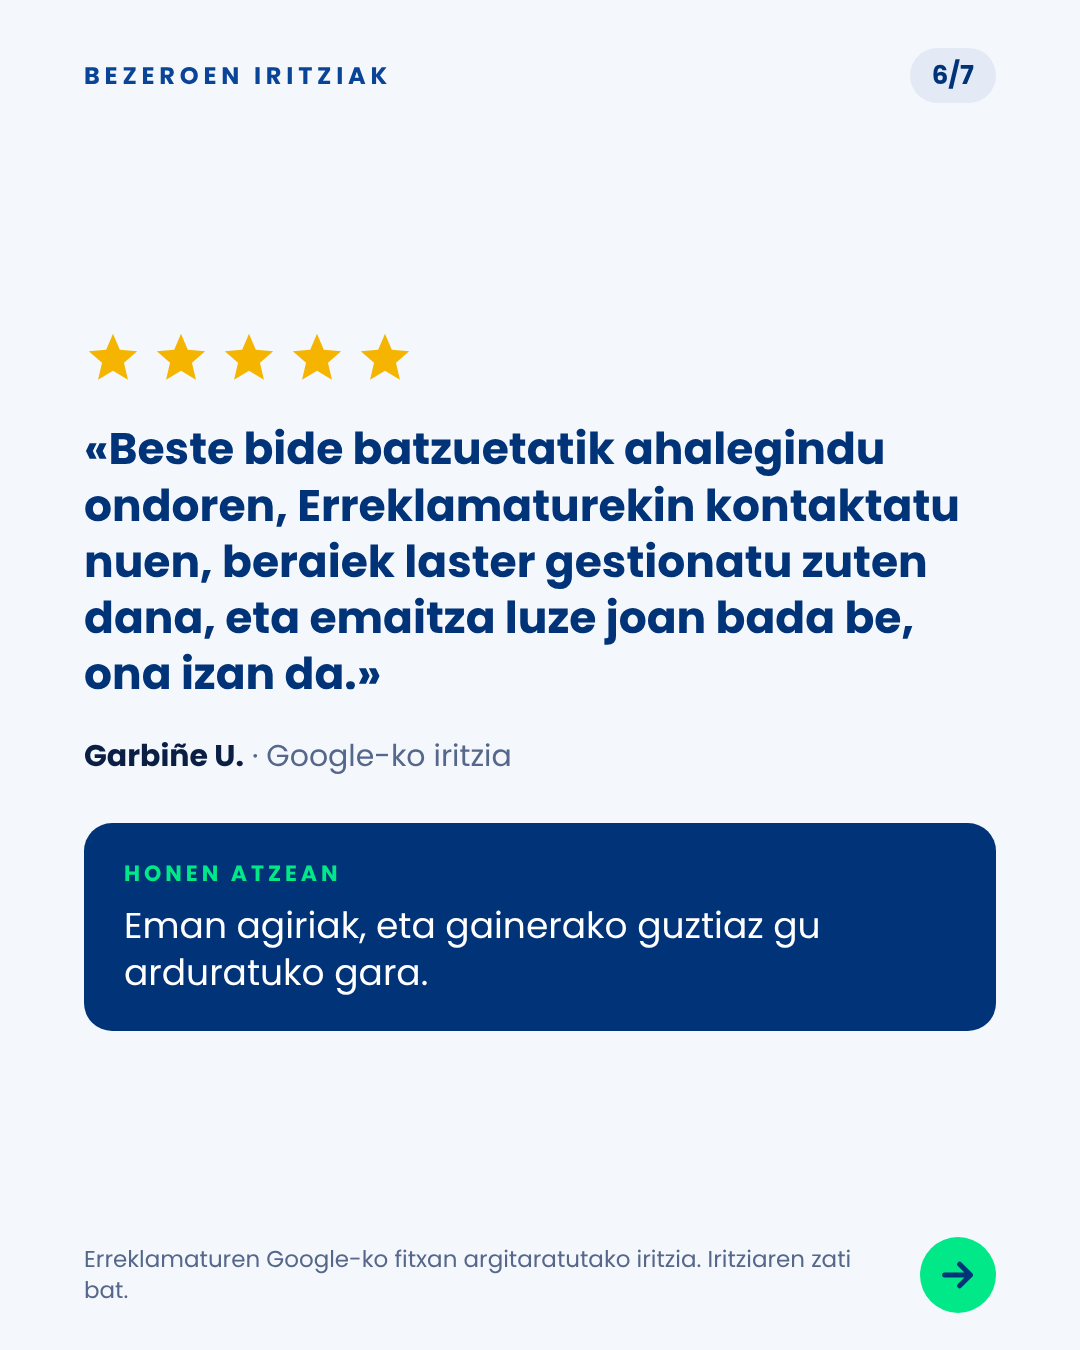 BEZEROEN IRITZIAK
6/7
«Beste bide batzuetatik ahalegindu
ondoren, Erreklamaturekin kontaktatu
nuen, beraiek laster gestionatu zuten
dana, eta emaitza luze joan bada be,
ona izan da.»
Garbiñe U. · Google-ko iritzia
HONEN ATZEAN
Eman agiriak, eta gainerako guztiaz gu
arduratuko gara.
Erreklamaturen Google-ko fitxan argitaratutako iritzia. Iritziaren zati
bat.